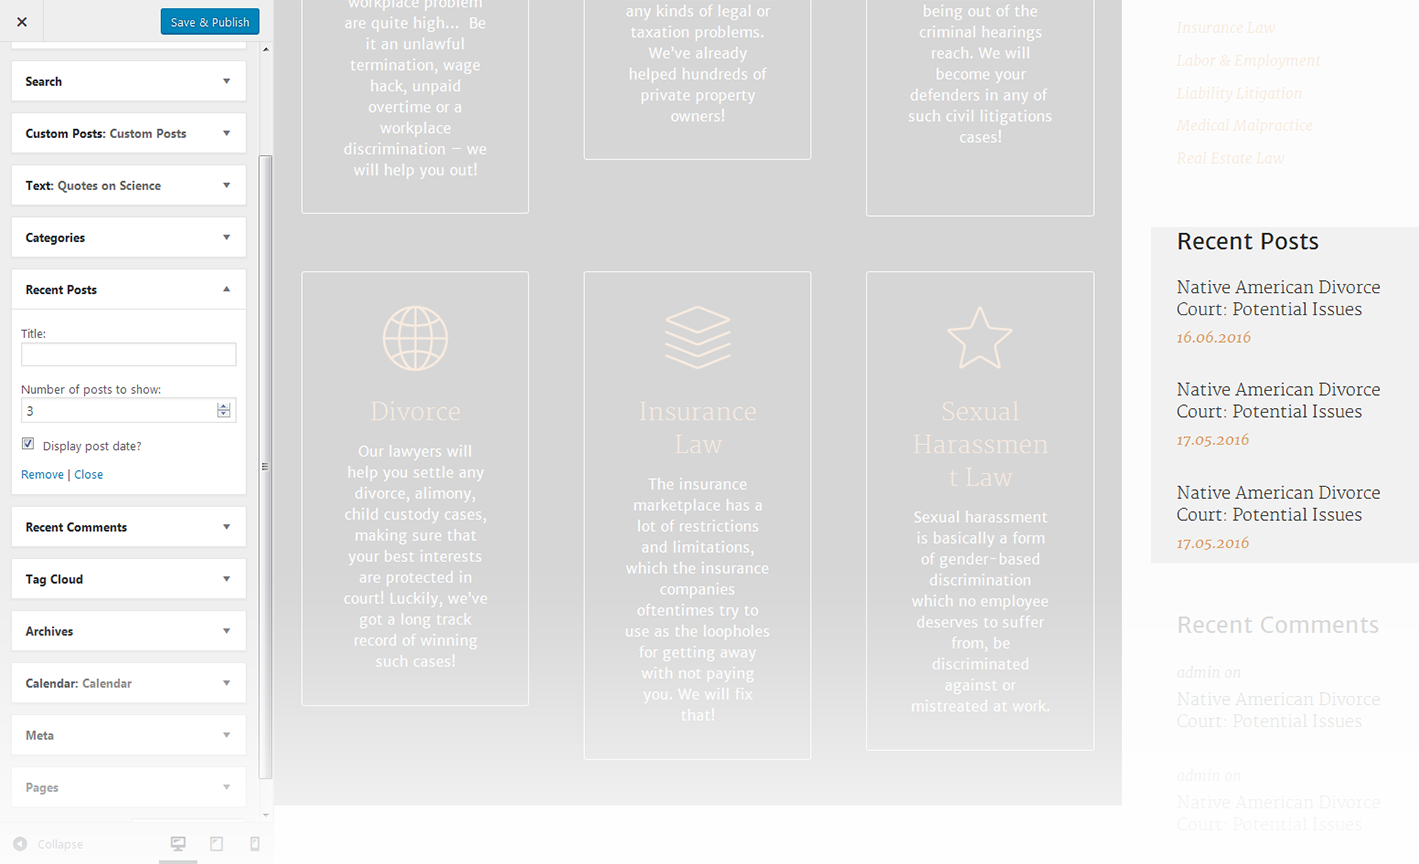 Save & Publish
Search
Custom Posts: Custom Posts
Text: Quotes on Science
Categories
Recent Posts
Title:
Number of posts to show:
3
Display post date?
Remove | Close
Recent Comments
Tag Cloud
Archives
Calendar: Calendar
Meta
Pages
Collapse
workplace problem
are quite high... Be
it an unlawful
termination, wage
hack, unpaid
overtime or a
workplace
discrimination – we
will help you out!
any kinds of legal or
taxation problems.
We've already
helped hundreds of
private property
owners!
being out of the
criminal hearings
reach. We will
become your
defenders in any of
such civil litigations
cases!
Divorce
Our lawyers will
help you settle any
divorce, alimony,
child custody cases,
making sure that
your best interests
are protected in
court! Luckily, we've
got a long track
record of winning
such cases!
Insurance
Law
The insurance
marketplace has a
lot of restrictions
and limitations,
which the insurance
companies
oftentimes try to
use as the loopholes
for getting away
with not paying
you. We will fix
that!
Sexual
Harassmen
t Law
Sexual harassment
is basically a form
of gender-based
discrimination
which no employee
deserves to suffer
from, be
discriminated
against or
mistreated at work.
Insurance Law
Labor & Employment
Liability Litigation
Medical Malpractice
Real Estate Law
Recent Posts
Native American Divorce
Court: Potential Issues
16.06.2016
Native American Divorce
Court: Potential Issues
17.05.2016
Native American Divorce
Court: Potential Issues
17.05.2016
Recent Comments
admin on
Native American Divorce
Court: Potential Issues
admin on
Native American Divorce
Court: Potential Issues